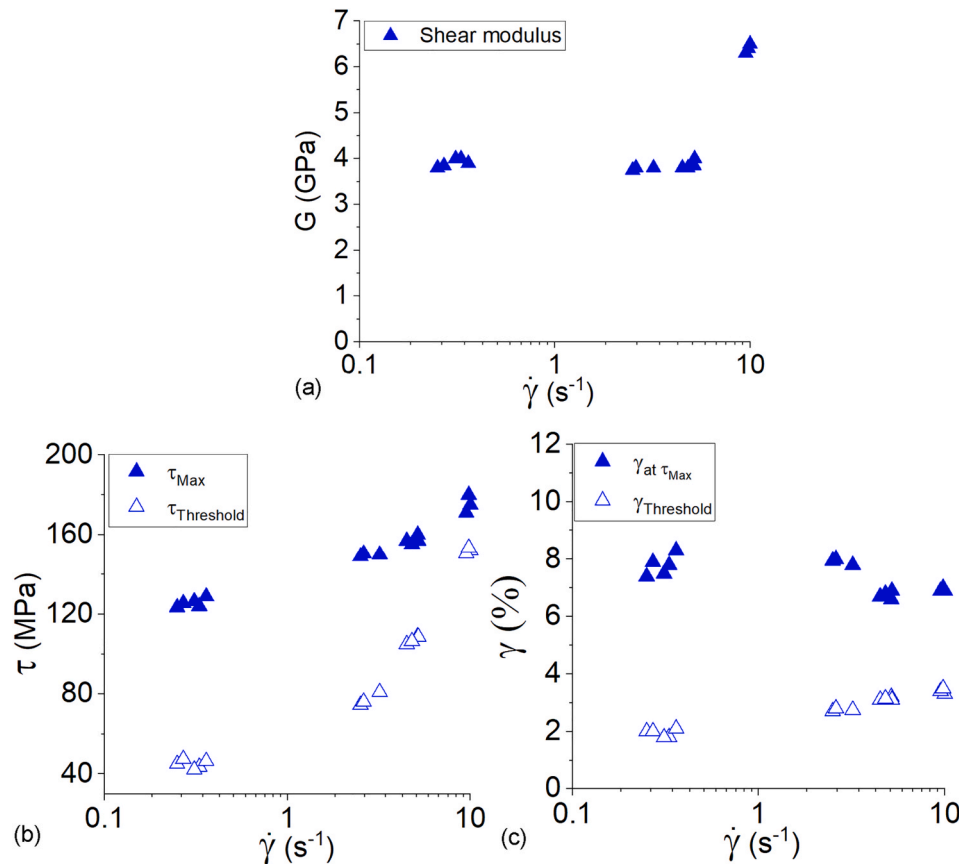 7
Shear modulus
6
5
4
3
2
1
0
G (GPa)
0.1 1 10
γ̇ (s⁻¹)
(a)
200
160
120
80
40
τ (MPa)
τMax
τThreshold
0.1 1 10
γ̇ (s⁻¹)
(b)
12
10
8
6
4
2
0
γ (%)
γat τMax
γThreshold
0.1 1 10
γ̇ (s⁻¹)
(c)